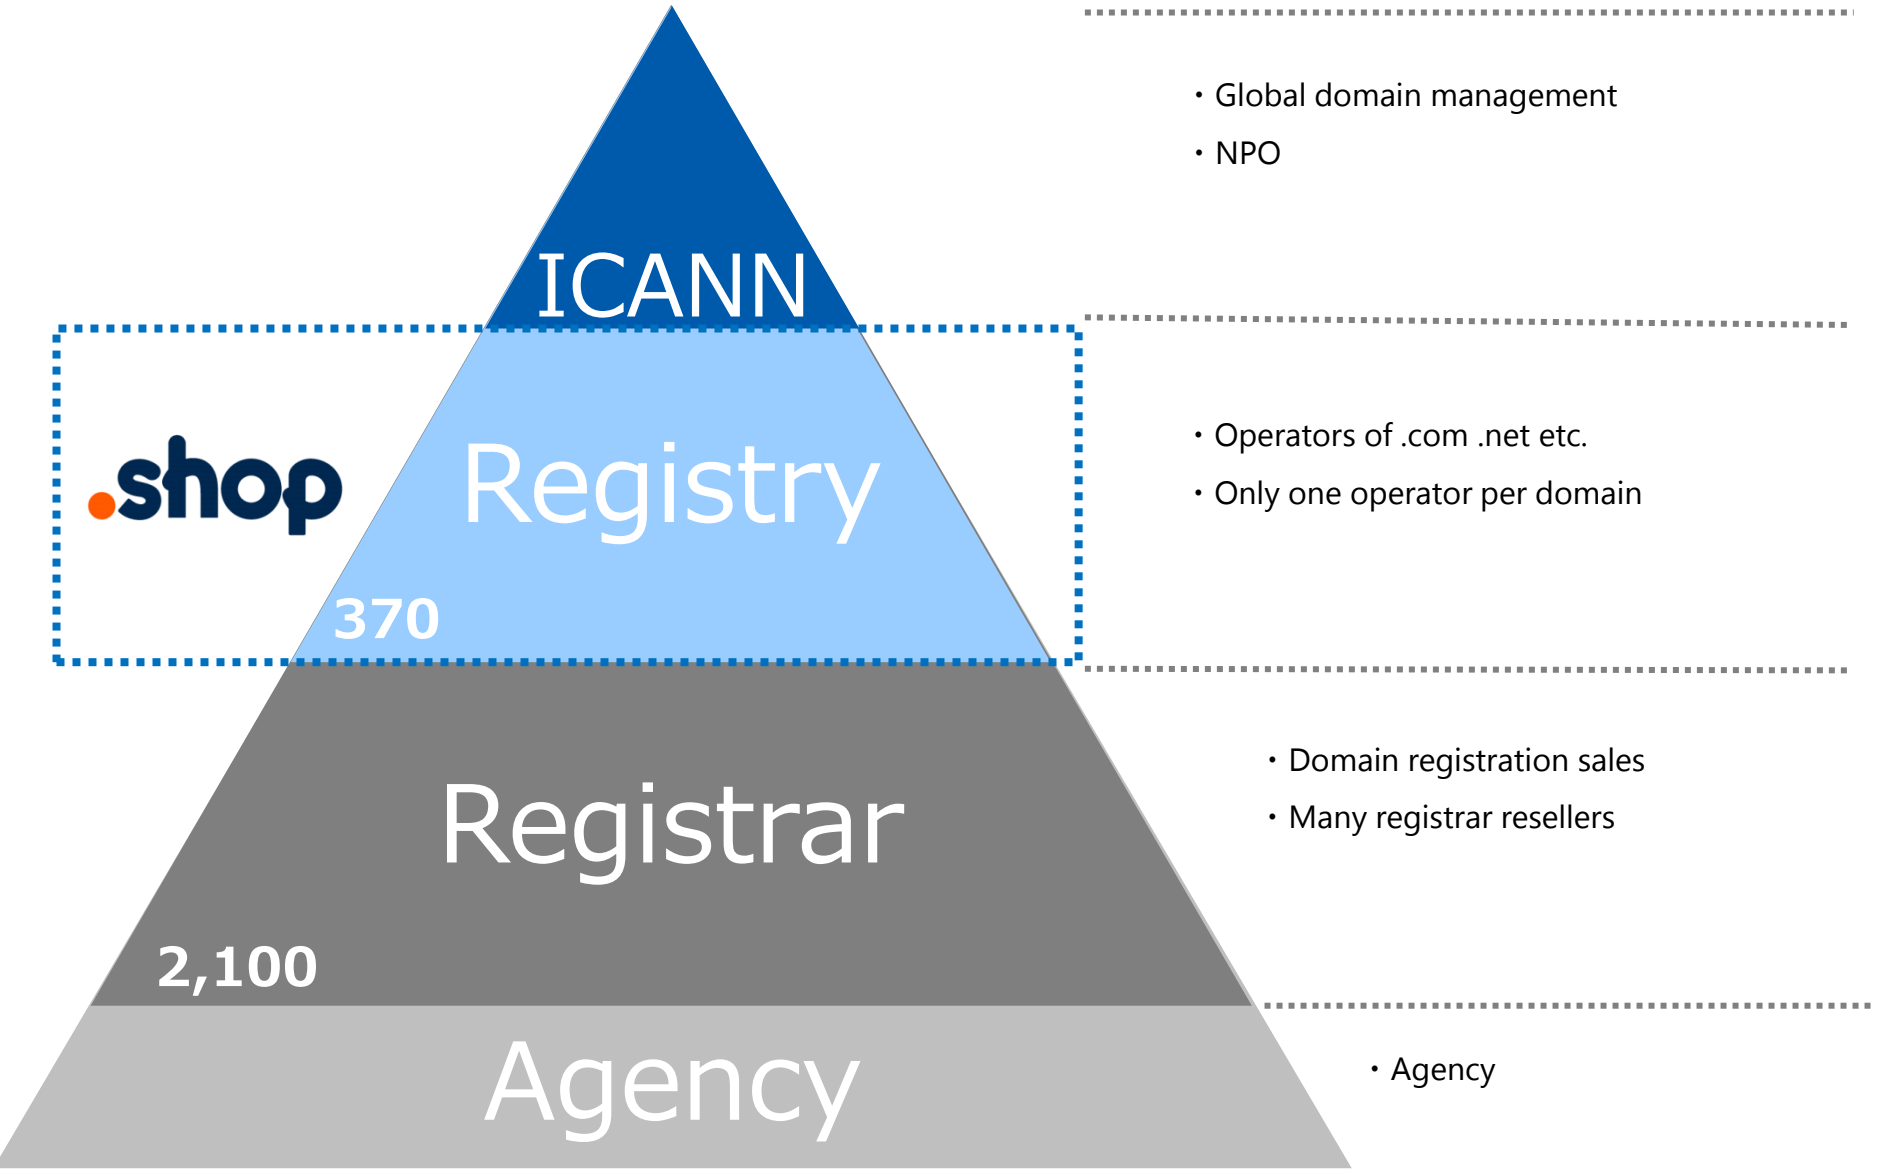 ・Global domain management
・NPO
ICANN
.shop
Registry
370
・Operators of .com .net etc.
・Only one operator per domain
Registrar
2,100
・Domain registration sales
・Many registrar resellers
Agency
・Agency